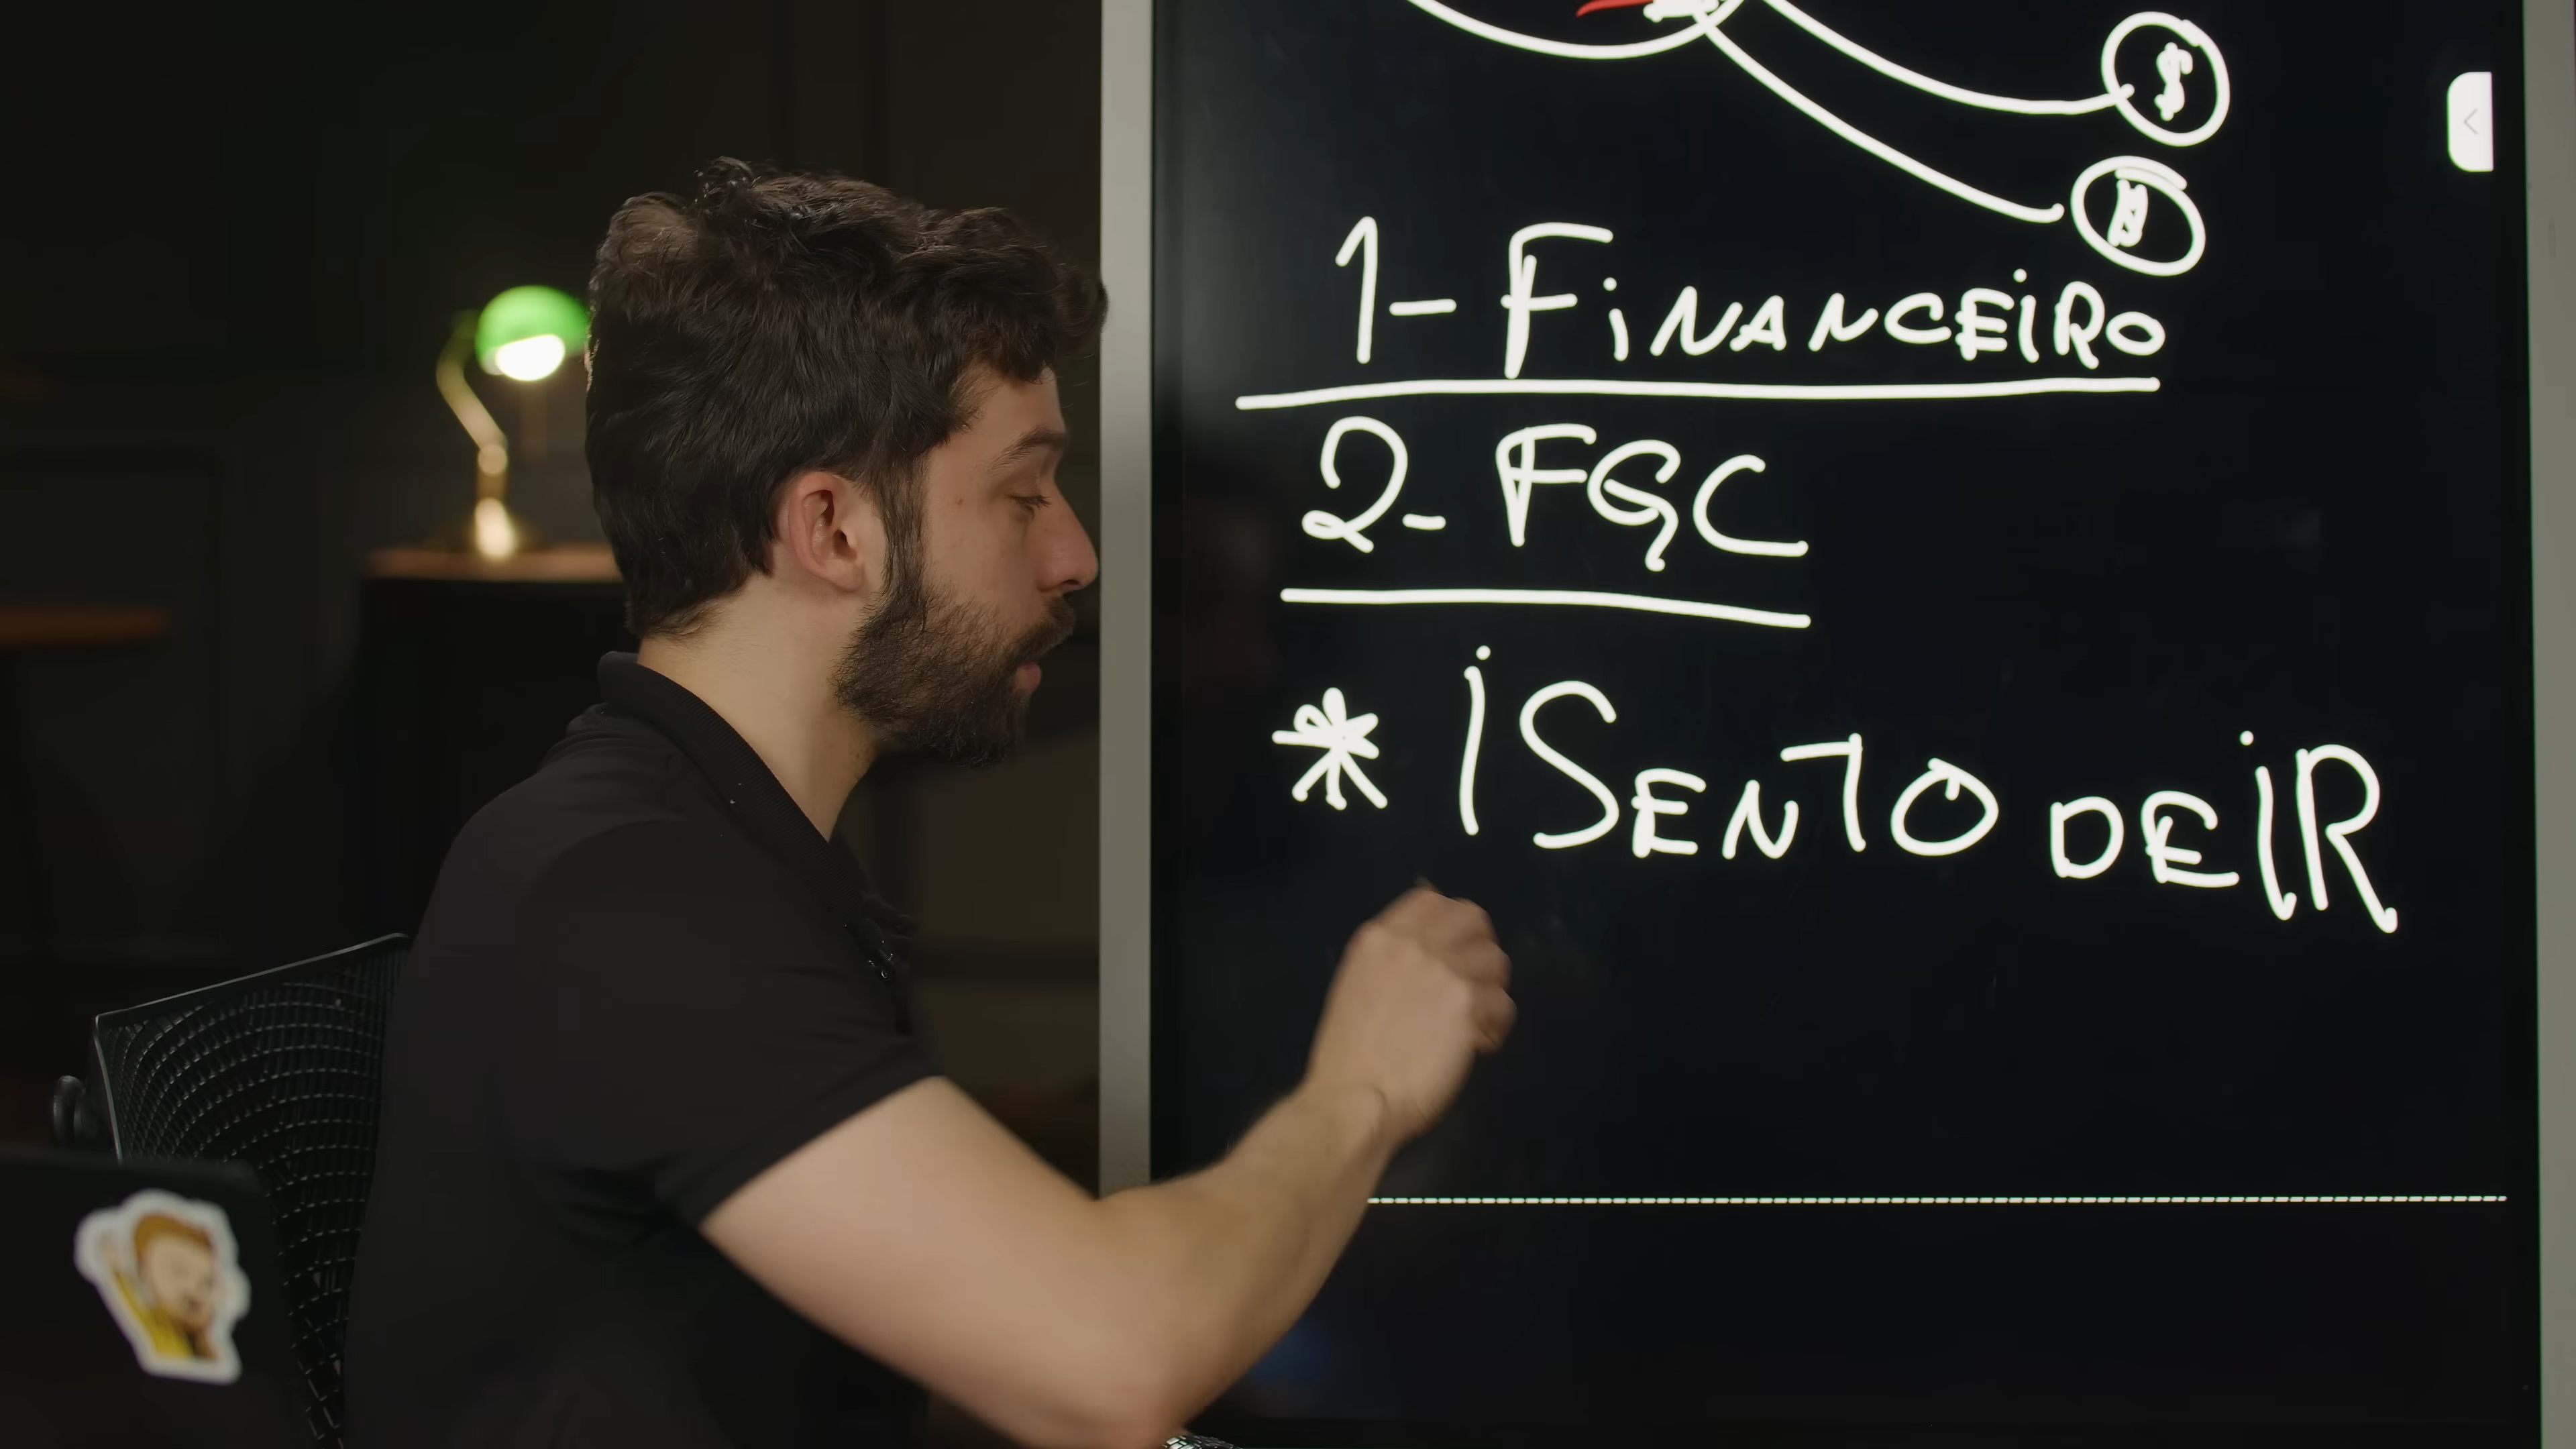 $
1- FiNANCEiRO
2- FGC
* iSENTO DE iR